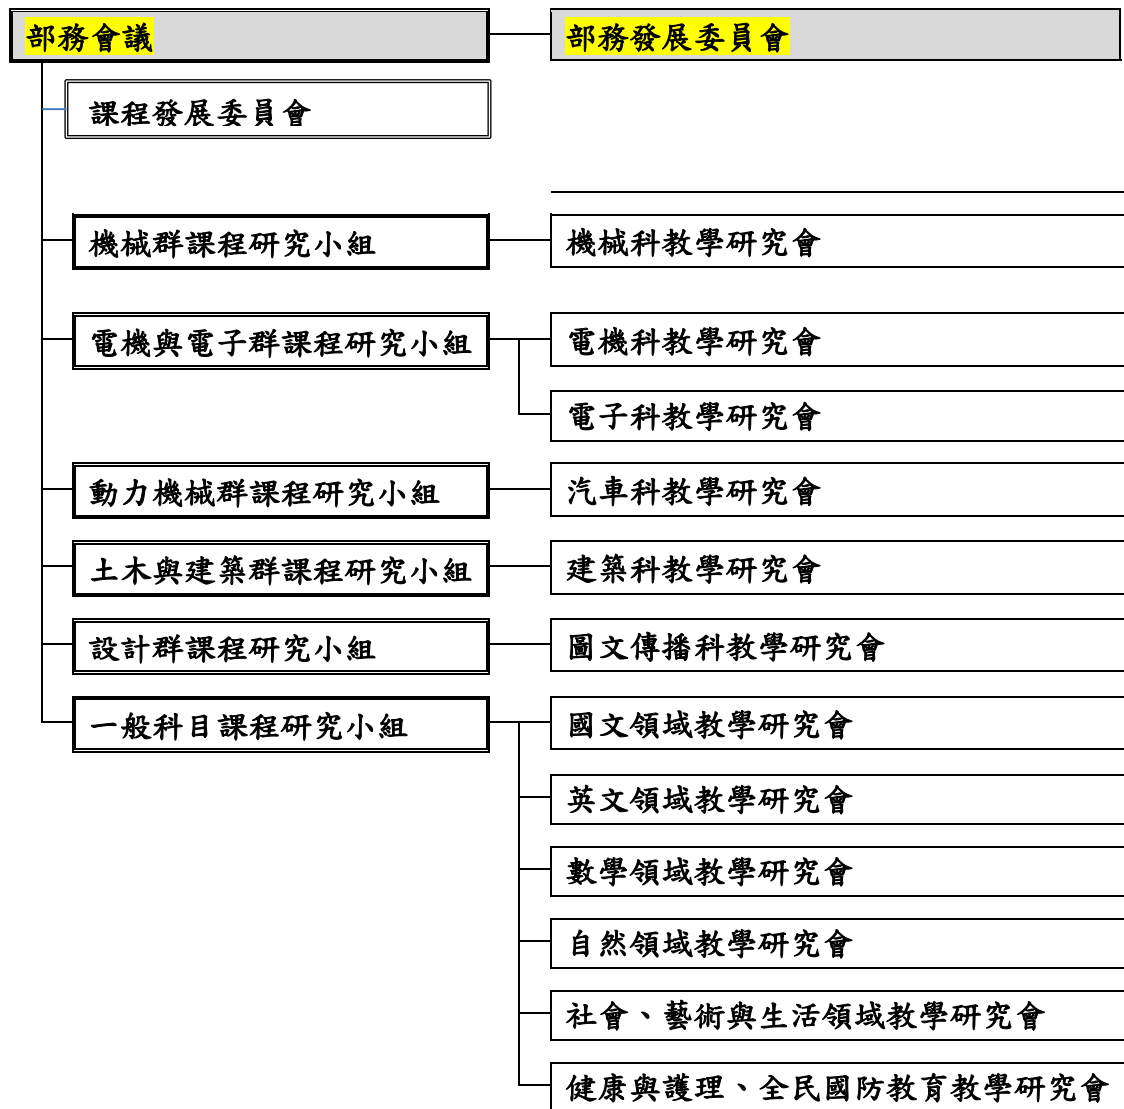 部務會議
部務發展委員會
課程發展委員會
機械群課程研究小組
機械科教學研究會
電機與電子群課程研究小組
電機科教學研究會
電子科教學研究會
動力機械群課程研究小組
汽車科教學研究會
土木與建築群課程研究小組
建築科教學研究會
設計群課程研究小組
圖文傳播科教學研究會
一般科目課程研究小組
國文領域教學研究會
英文領域教學研究會
數學領域教學研究會
自然領域教學研究會
社會、藝術與生活領域教學研究會
健康與護理、全民國防教育教學研究會